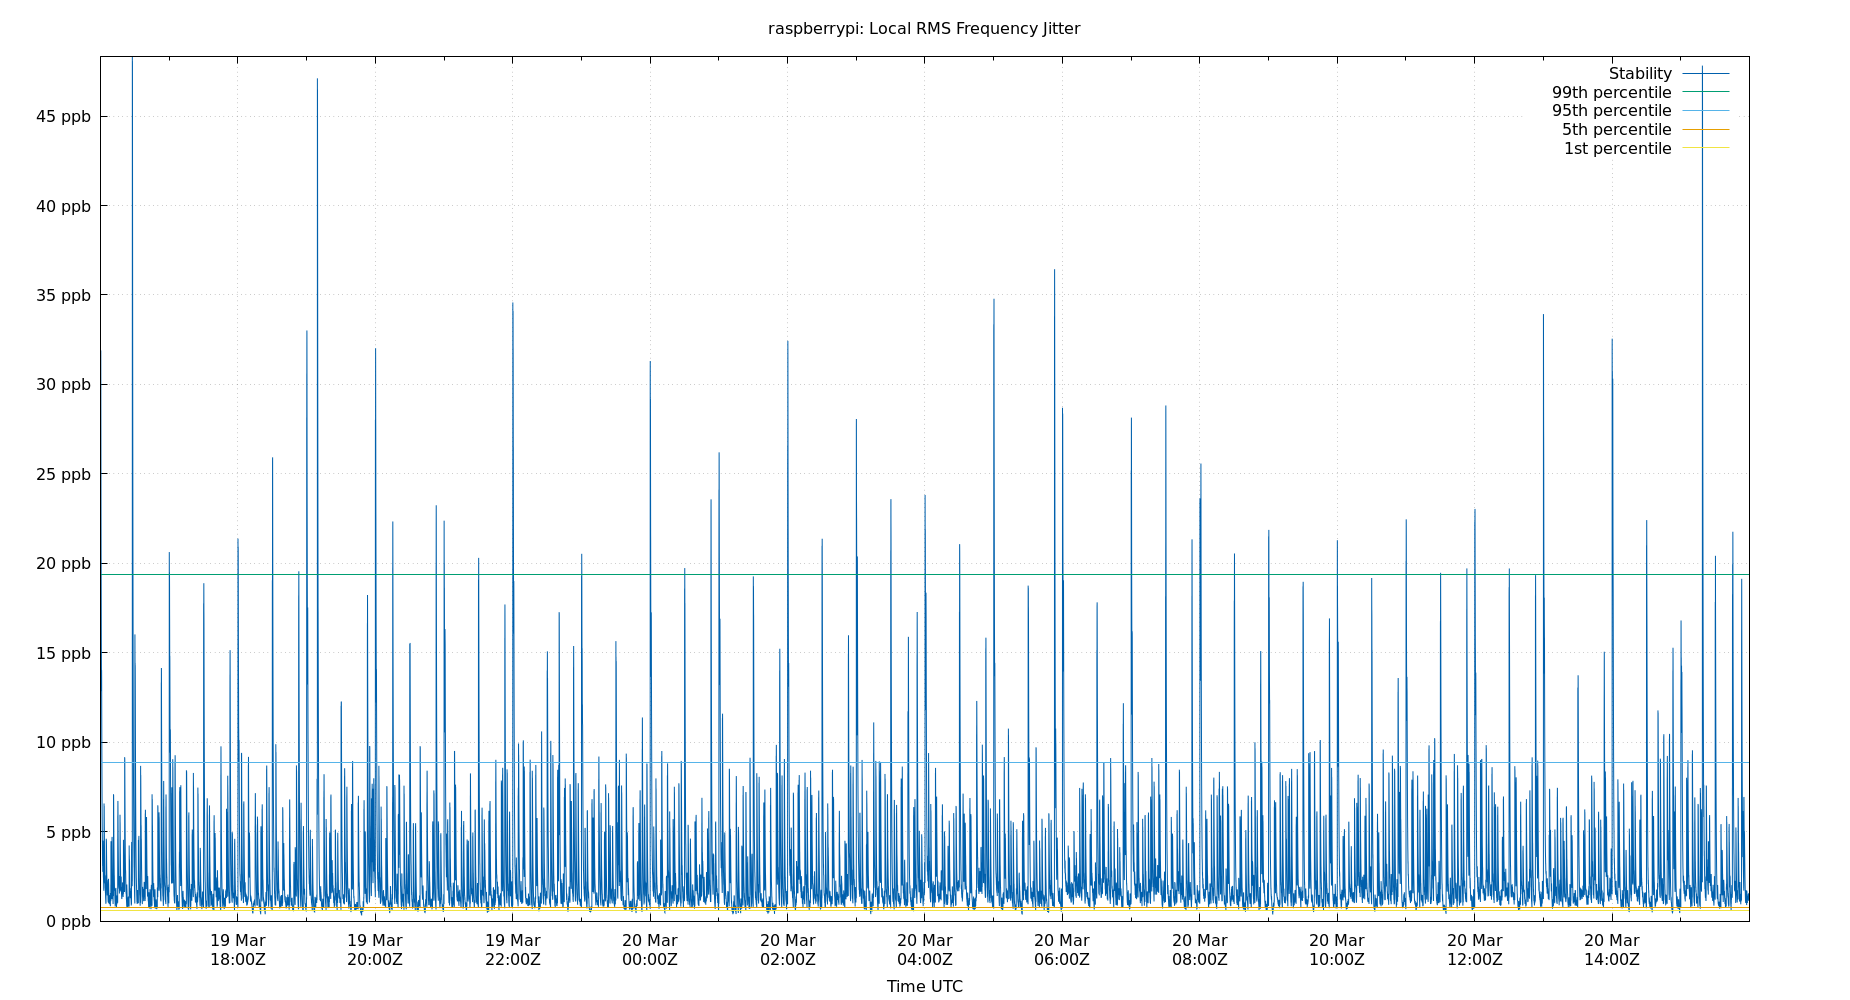 raspberrypi: Local RMS Frequency Jitter
Stability
99th percentile
95th percentile
5th percentile
1st percentile
45 ppb
40 ppb
35 ppb
30 ppb
25 ppb
20 ppb
15 ppb
10 ppb
5 ppb
0 ppb
19 Mar 19 Mar 19 Mar 20 Mar 20 Mar 20 Mar 20 Mar 20 Mar 20 Mar 20 Mar 20 Mar
18:00Z 20:00Z 22:00Z 00:00Z 02:00Z 04:00Z 06:00Z 08:00Z 10:00Z 12:00Z 14:00Z
Time UTC